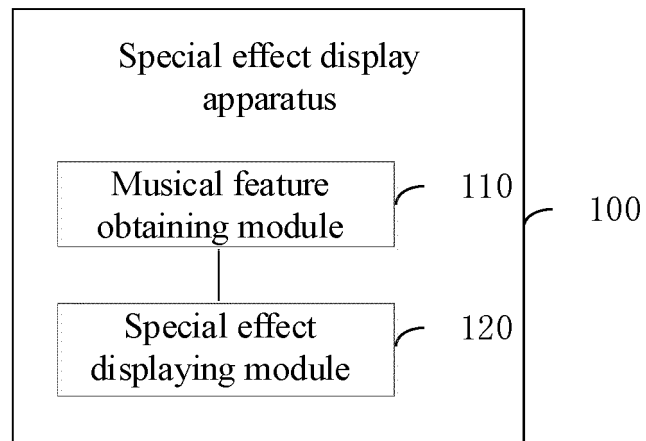 Special effect display
apparatus
Musical feature
obtaining module
110
100
Special effect
displaying module
120